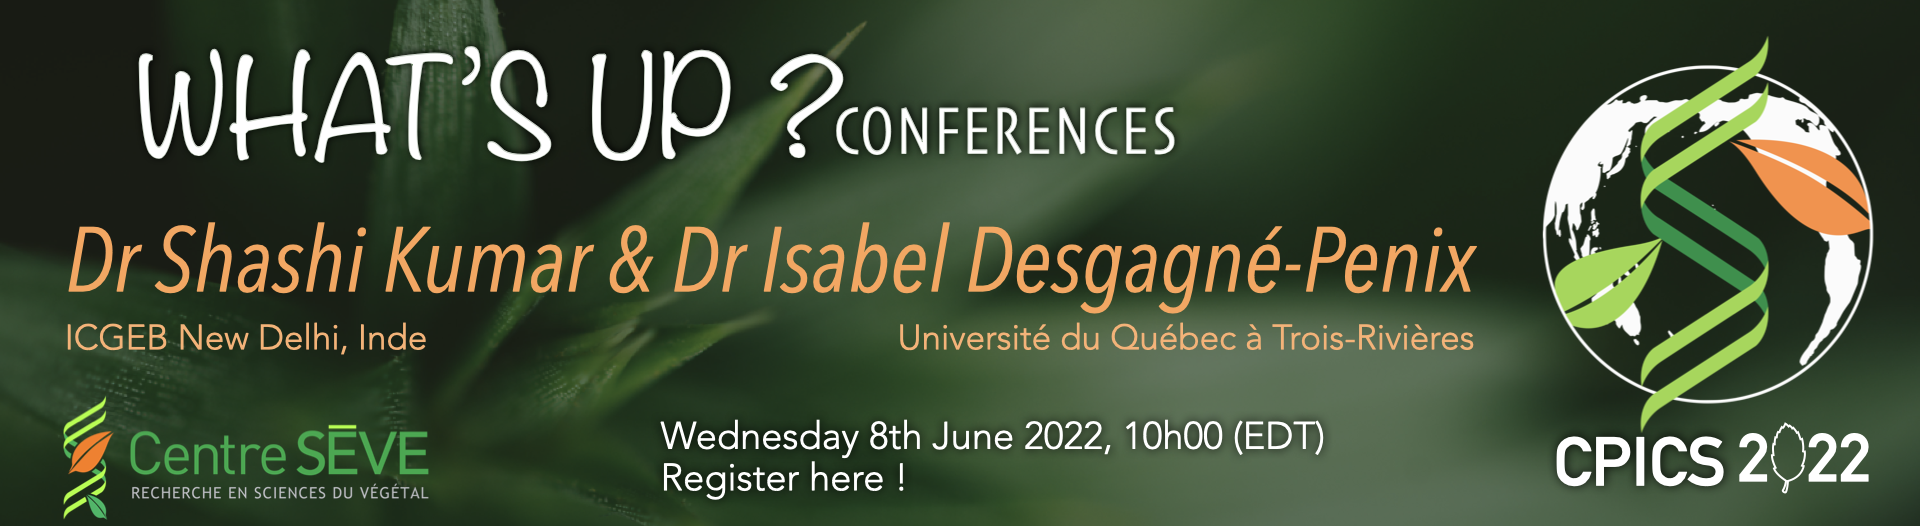 WHAT'S UP ? CONFERENCES
Dr Shashi Kumar & Dr Isabel Desgagné-Penix
ICGEB New Delhi, Inde
Université du Québec à Trois-Rivières
Centre SĒVE
RECHERCHE EN SCIENCES DU VÉGÉTAL
Wednesday 8th June 2022, 10h00 (EDT)
Register here !
CPICS 2022